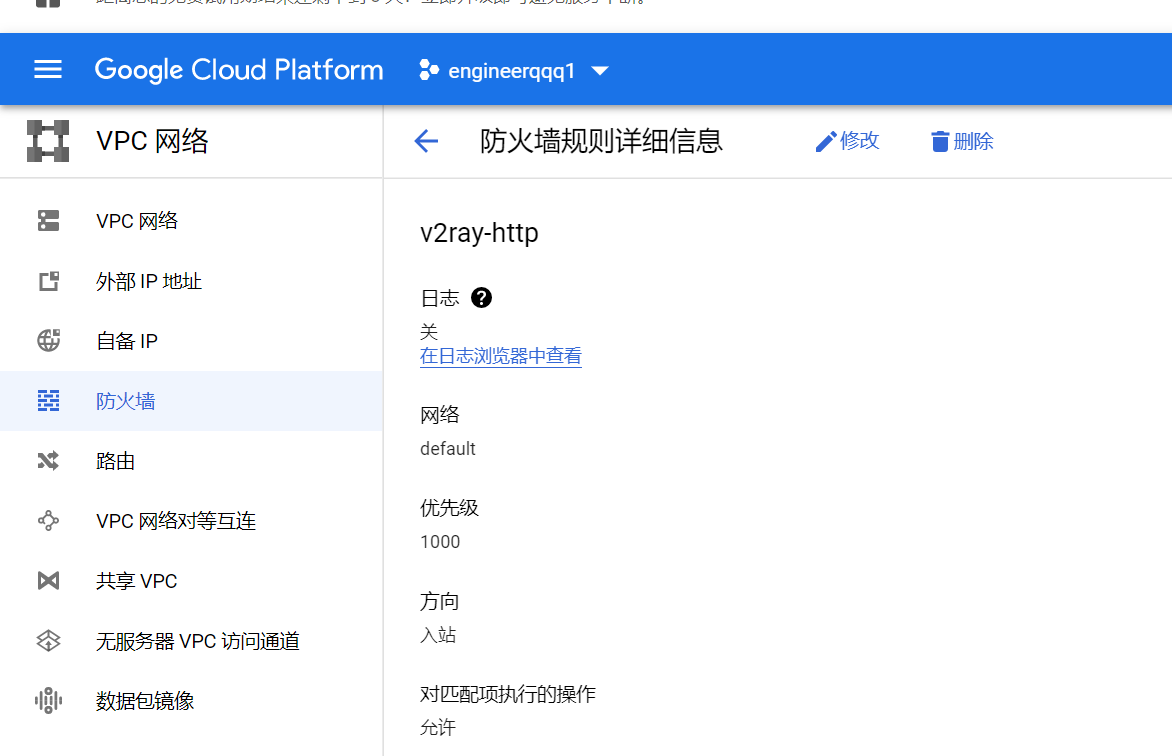 Google Cloud Platform
engineerqqq1
VPC 网络
防火墙规则详细信息
修改
删除
VPC 网络
外部 IP 地址
自备 IP
防火墙
路由
VPC 网络对等互连
共享 VPC
无服务器 VPC 访问通道
数据包镜像
v2ray-http
日志
关
在日志浏览器中查看
网络
default
优先级
1000
方向
入站
对匹配项执行的操作
允许